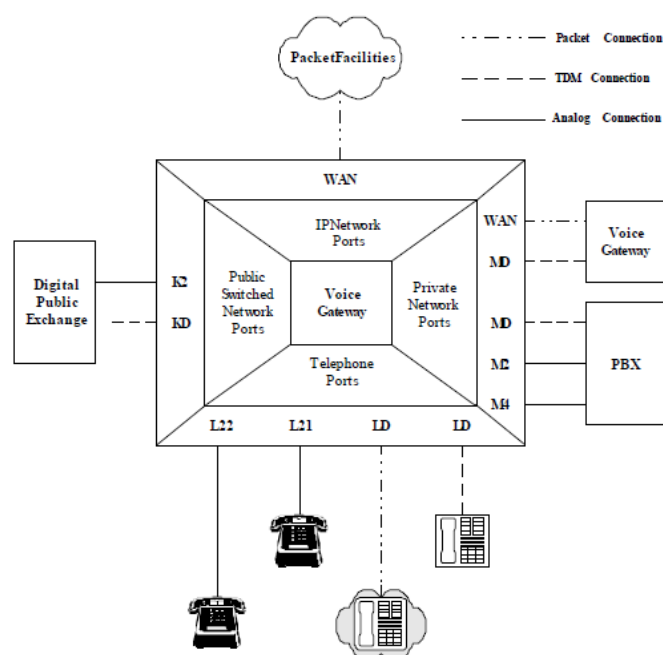 PacketFacilities
Packet Connection
TDM Connection
Analog Connection
WAN
IPNetwork
Ports
WAN
Voice
Gateway
MD
Digital
Public
Exchange
K2
KD
Public
Switched
Network
Ports
Voice
Gateway
Private
Network
Ports
MD
M2
M4
PBX
Telephone
Ports
L22 L21 LD LD